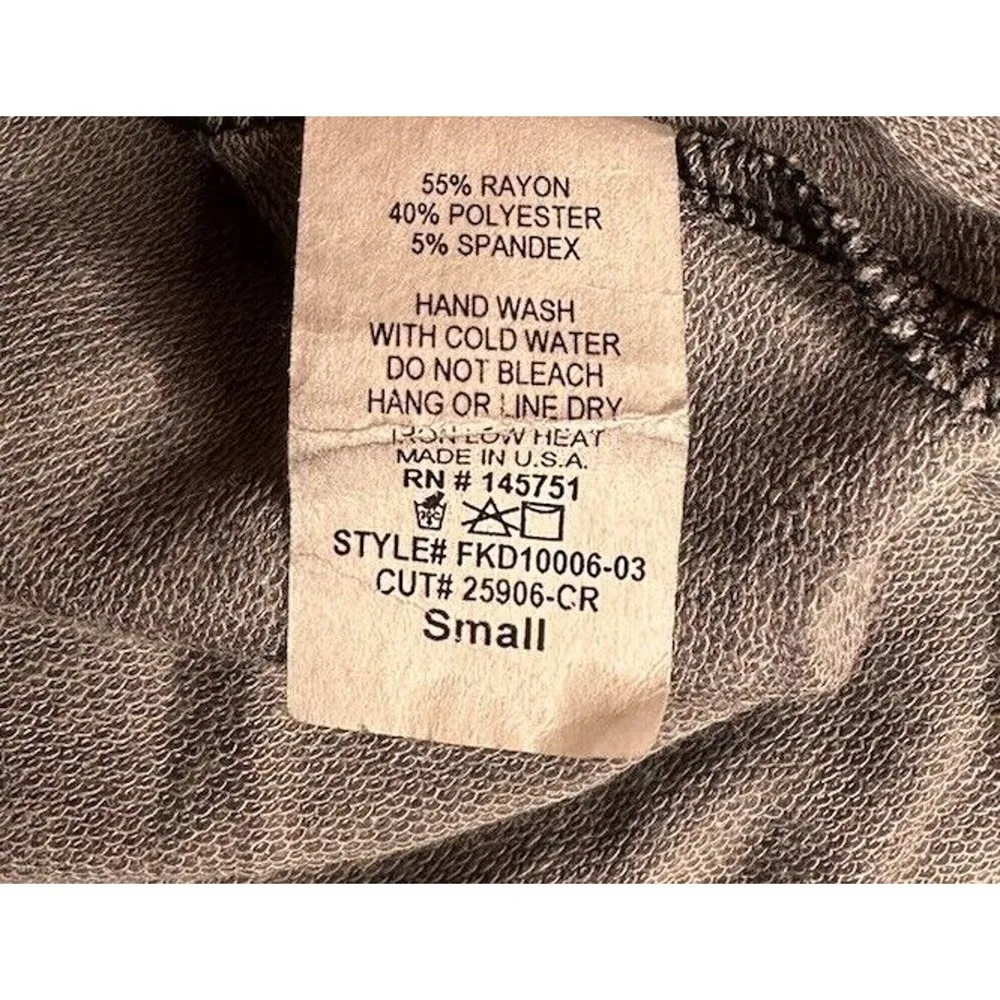 55% RAYON
40% POLYESTER
5% SPANDEX
HAND WASH
WITH COLD WATER
DO NOT BLEACH
HANG OR LINE DRY
IRON LOW HEAT
MADE IN U.S.A.
RN # 145751
STYLE# FKD10006-03
CUT# 25906-CR
Small